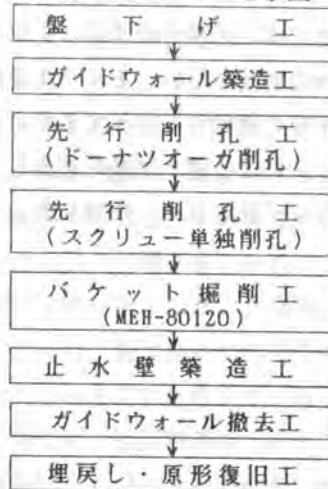 盤下げ工
ガイドウォール築造工
先行削孔工
(ドーナツオーガ削孔)
先行削孔工
(スクリュー単独削孔)
バケット掘削工
(MEH-80120)
止水壁築造工
ガイドウォール撤去工
埋戻し・原形復旧工